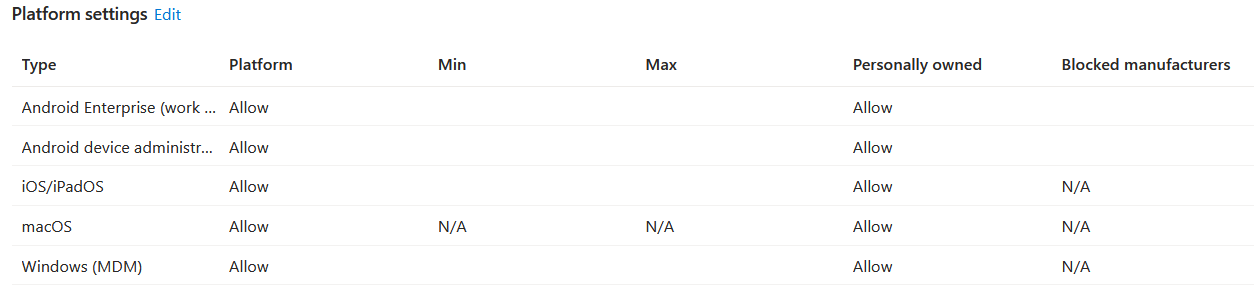 Platform settings Edit
Type Platform Min Max Personally owned Blocked manufacturers
Android Enterprise (work ... Allow Allow
Android device administr... Allow Allow
iOS/iPadOS Allow Allow N/A
macOS Allow N/A N/A Allow N/A
Windows (MDM) Allow Allow N/A